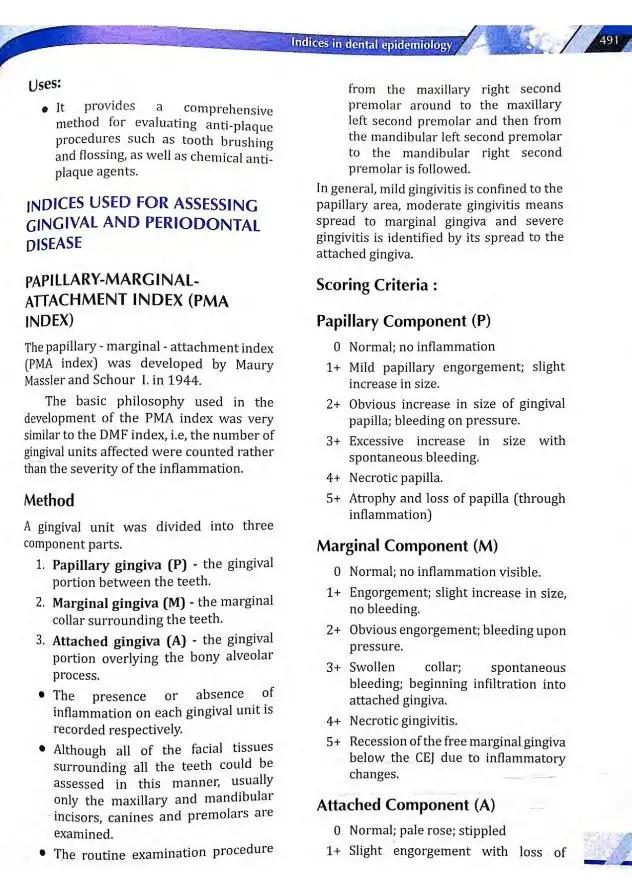 Indices in dental epidemiology
491
Uses:
• It provides a comprehensive
method for evaluating anti-plaque
procedures such as tooth brushing
and flossing, as well as chemical anti-
plaque agents.
INDICES USED FOR ASSESSING
GINGIVAL AND PERIODONTAL
DISEASE
PAPILLARY-MARGINAL-
ATTACHMENT INDEX (PMA
INDEX)
The papillary - marginal - attachment index
(PMA index) was developed by Maury
Massler and Schour I. in 1944.
The basic philosophy used in the
development of the PMA index was very
similar to the DMF index, i.e, the number of
gingival units affected were counted rather
than the severity of the inflammation.
Method
A gingival unit was divided into three
component parts.
1. Papillary gingiva (P) - the gingival
portion between the teeth.
2. Marginal gingiva (M) - the marginal
collar surrounding the teeth.
3. Attached gingiva (A) - the gingival
portion overlying the bony alveolar
process.
• The presence or absence of
inflammation on each gingival unit is
recorded respectively.
• Although all of the facial tissues
surrounding all the teeth could be
assessed in this manner, usually
only the maxillary and mandibular
incisors, canines and premolars are
examined.
• The routine examination procedure
from the maxillary right second
premolar around to the maxillary
left second premolar and then from
the mandibular left second premolar
to the mandibular right second
premolar is followed.
In general, mild gingivitis is confined to the
papillary area, moderate gingivitis means
spread to marginal gingiva and severe
gingivitis is identified by its spread to the
attached gingiva.
Scoring Criteria :
Papillary Component (P)
0 Normal; no inflammation
1+ Mild papillary engorgement; slight
increase in size.
2+ Obvious increase in size of gingival
papilla; bleeding on pressure.
3+ Excessive increase in size with
spontaneous bleeding.
4+ Necrotic papilla.
5+ Atrophy and loss of papilla (through
inflammation)
Marginal Component (M)
0 Normal; no inflammation visible.
1+ Engorgement; slight increase in size,
no bleeding.
2+ Obvious engorgement; bleeding upon
pressure.
3+ Swollen collar; spontaneous
bleeding; beginning infiltration into
attached gingiva.
4+ Necrotic gingivitis.
5+ Recession of the free marginal gingiva
below the CEJ due to inflammatory
changes.
Attached Component (A)
0 Normal; pale rose; stippled
1+ Slight engorgement with loss of